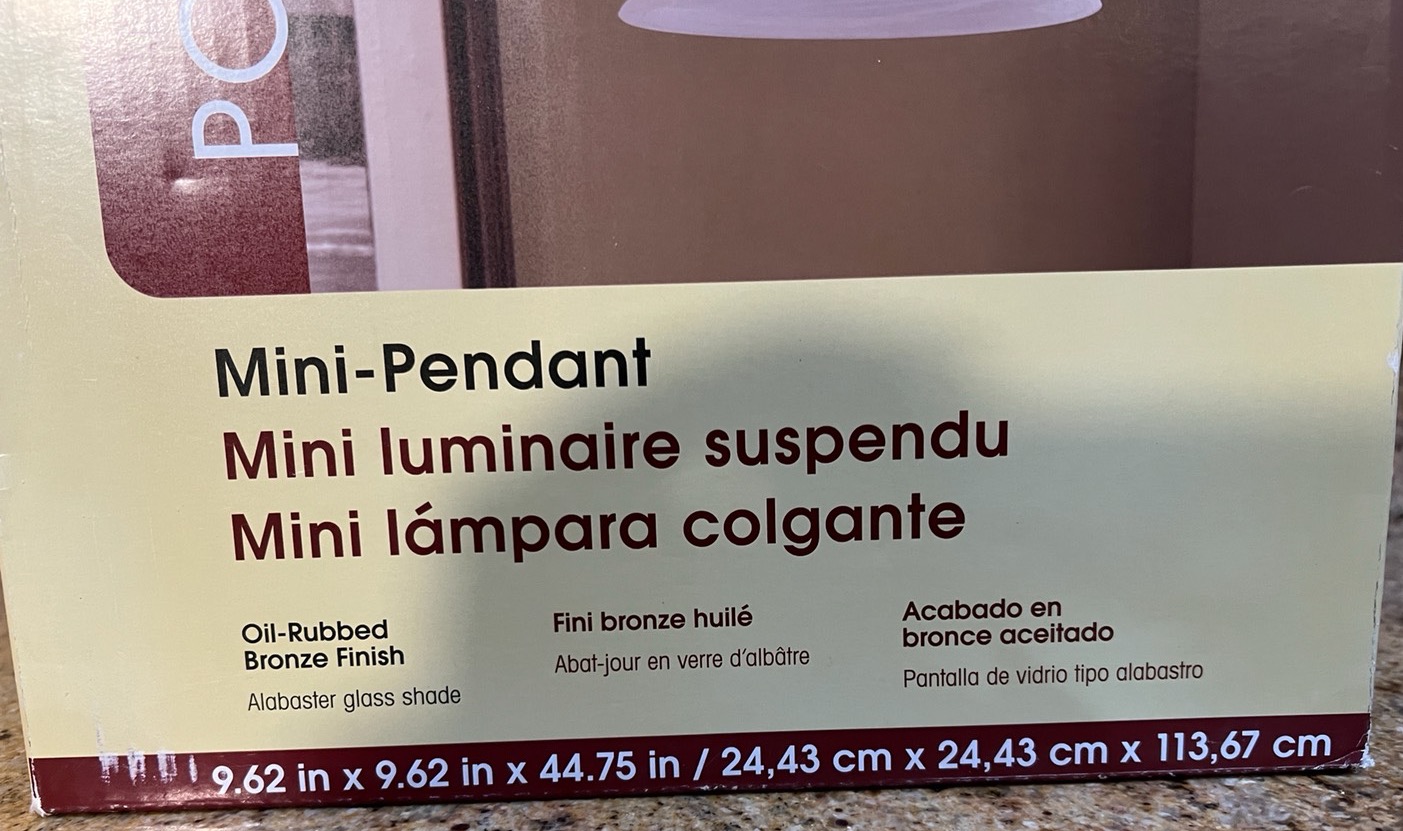 PO
Mini-Pendant
Mini luminaire suspendu
Mini lámpara colgante
Oil-Rubbed
Bronze Finish
Alabaster glass shade
Fini bronze huilé
Abat-jour en verre d'albâtre
Acabado en
bronce aceitado
Pantalla de vidrio tipo alabastro
9.62 in x 9.62 in x 44.75 in / 24,43 cm x 24,43 cm x 113,67 cm